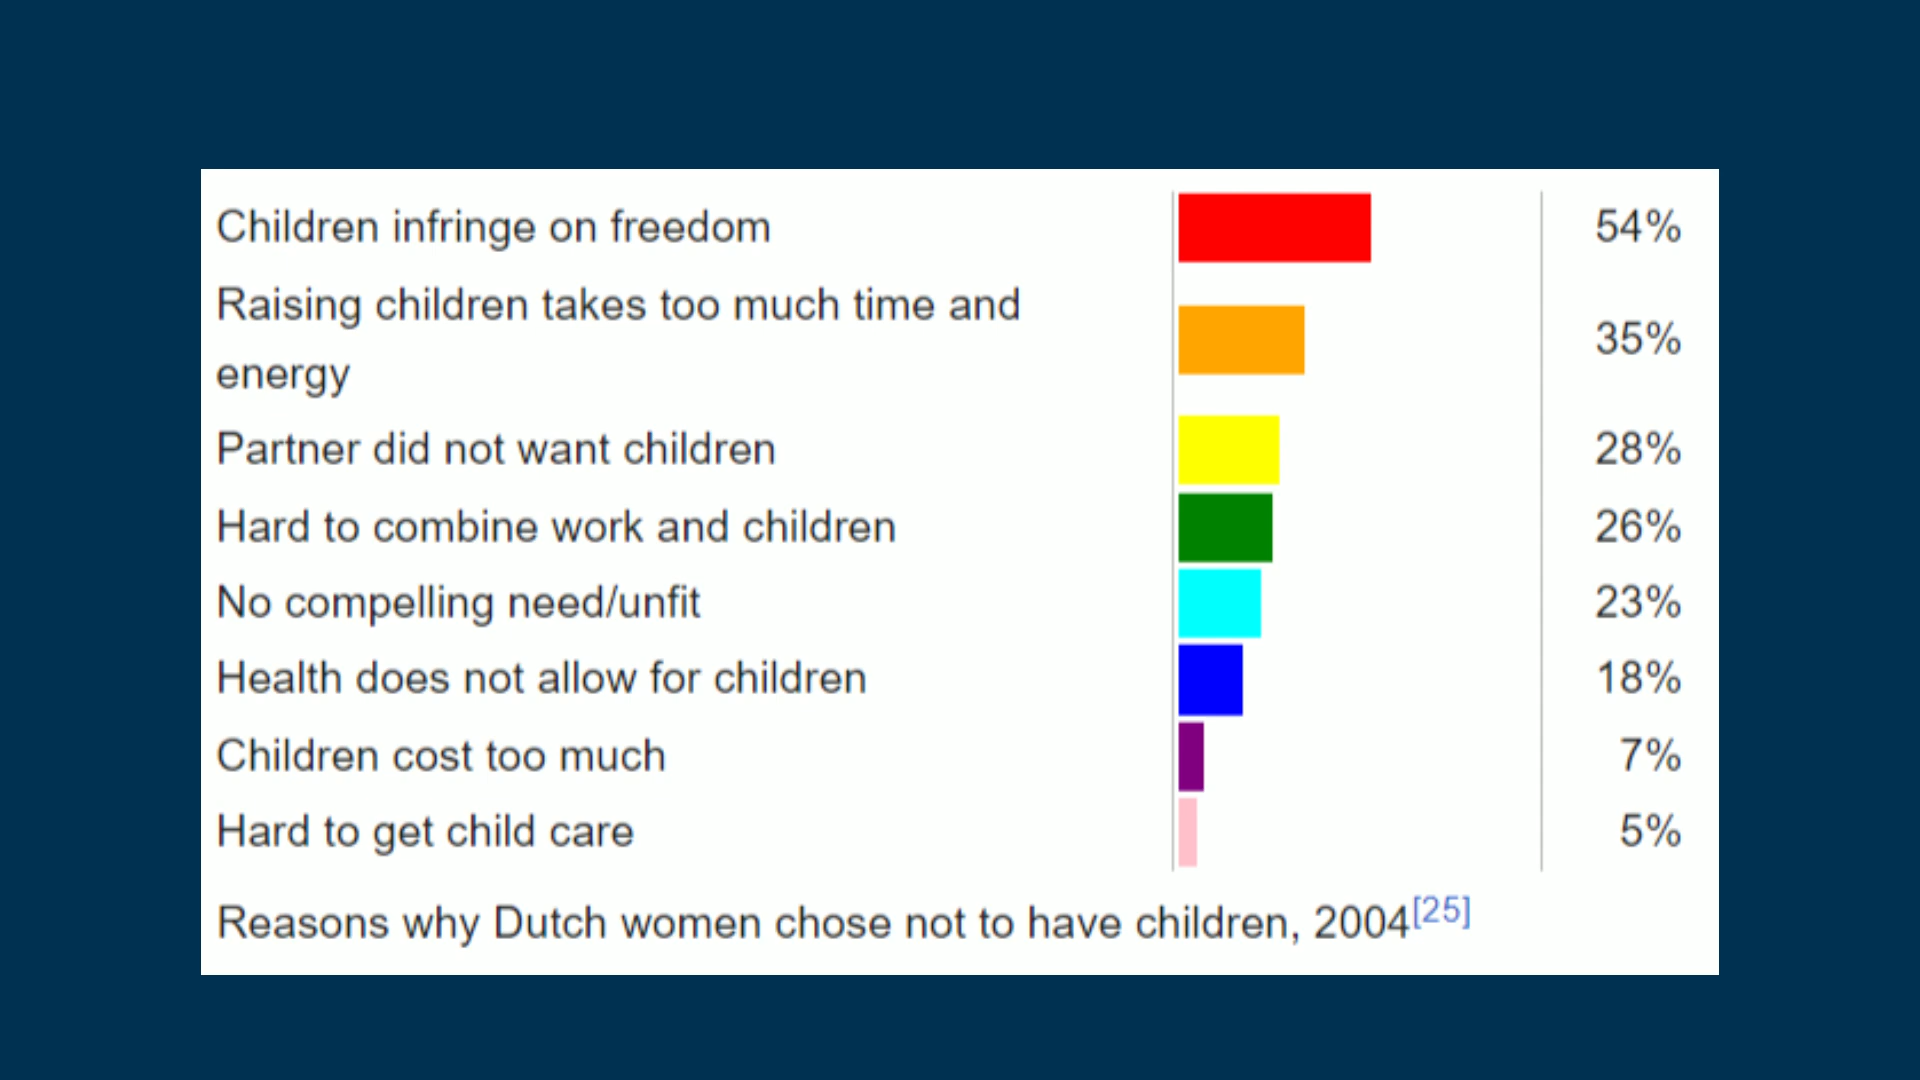 Children infringe on freedom 54%
Raising children takes too much time and
energy 35%
Partner did not want children 28%
Hard to combine work and children 26%
No compelling need/unfit 23%
Health does not allow for children 18%
Children cost too much 7%
Hard to get child care 5%
Reasons why Dutch women chose not to have children, 2004[25]